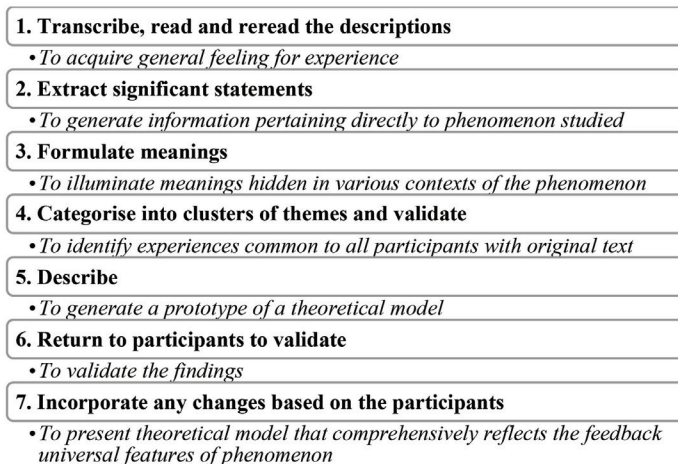 1. Transcribe, read and reread the descriptions
• To acquire general feeling for experience
2. Extract significant statements
• To generate information pertaining directly to phenomenon studied
3. Formulate meanings
• To illuminate meanings hidden in various contexts of the phenomenon
4. Categorise into clusters of themes and validate
• To identify experiences common to all participants with original text
5. Describe
• To generate a prototype of a theoretical model
6. Return to participants to validate
• To validate the findings
7. Incorporate any changes based on the participants
• To present theoretical model that comprehensively reflects the feedback
universal features of phenomenon